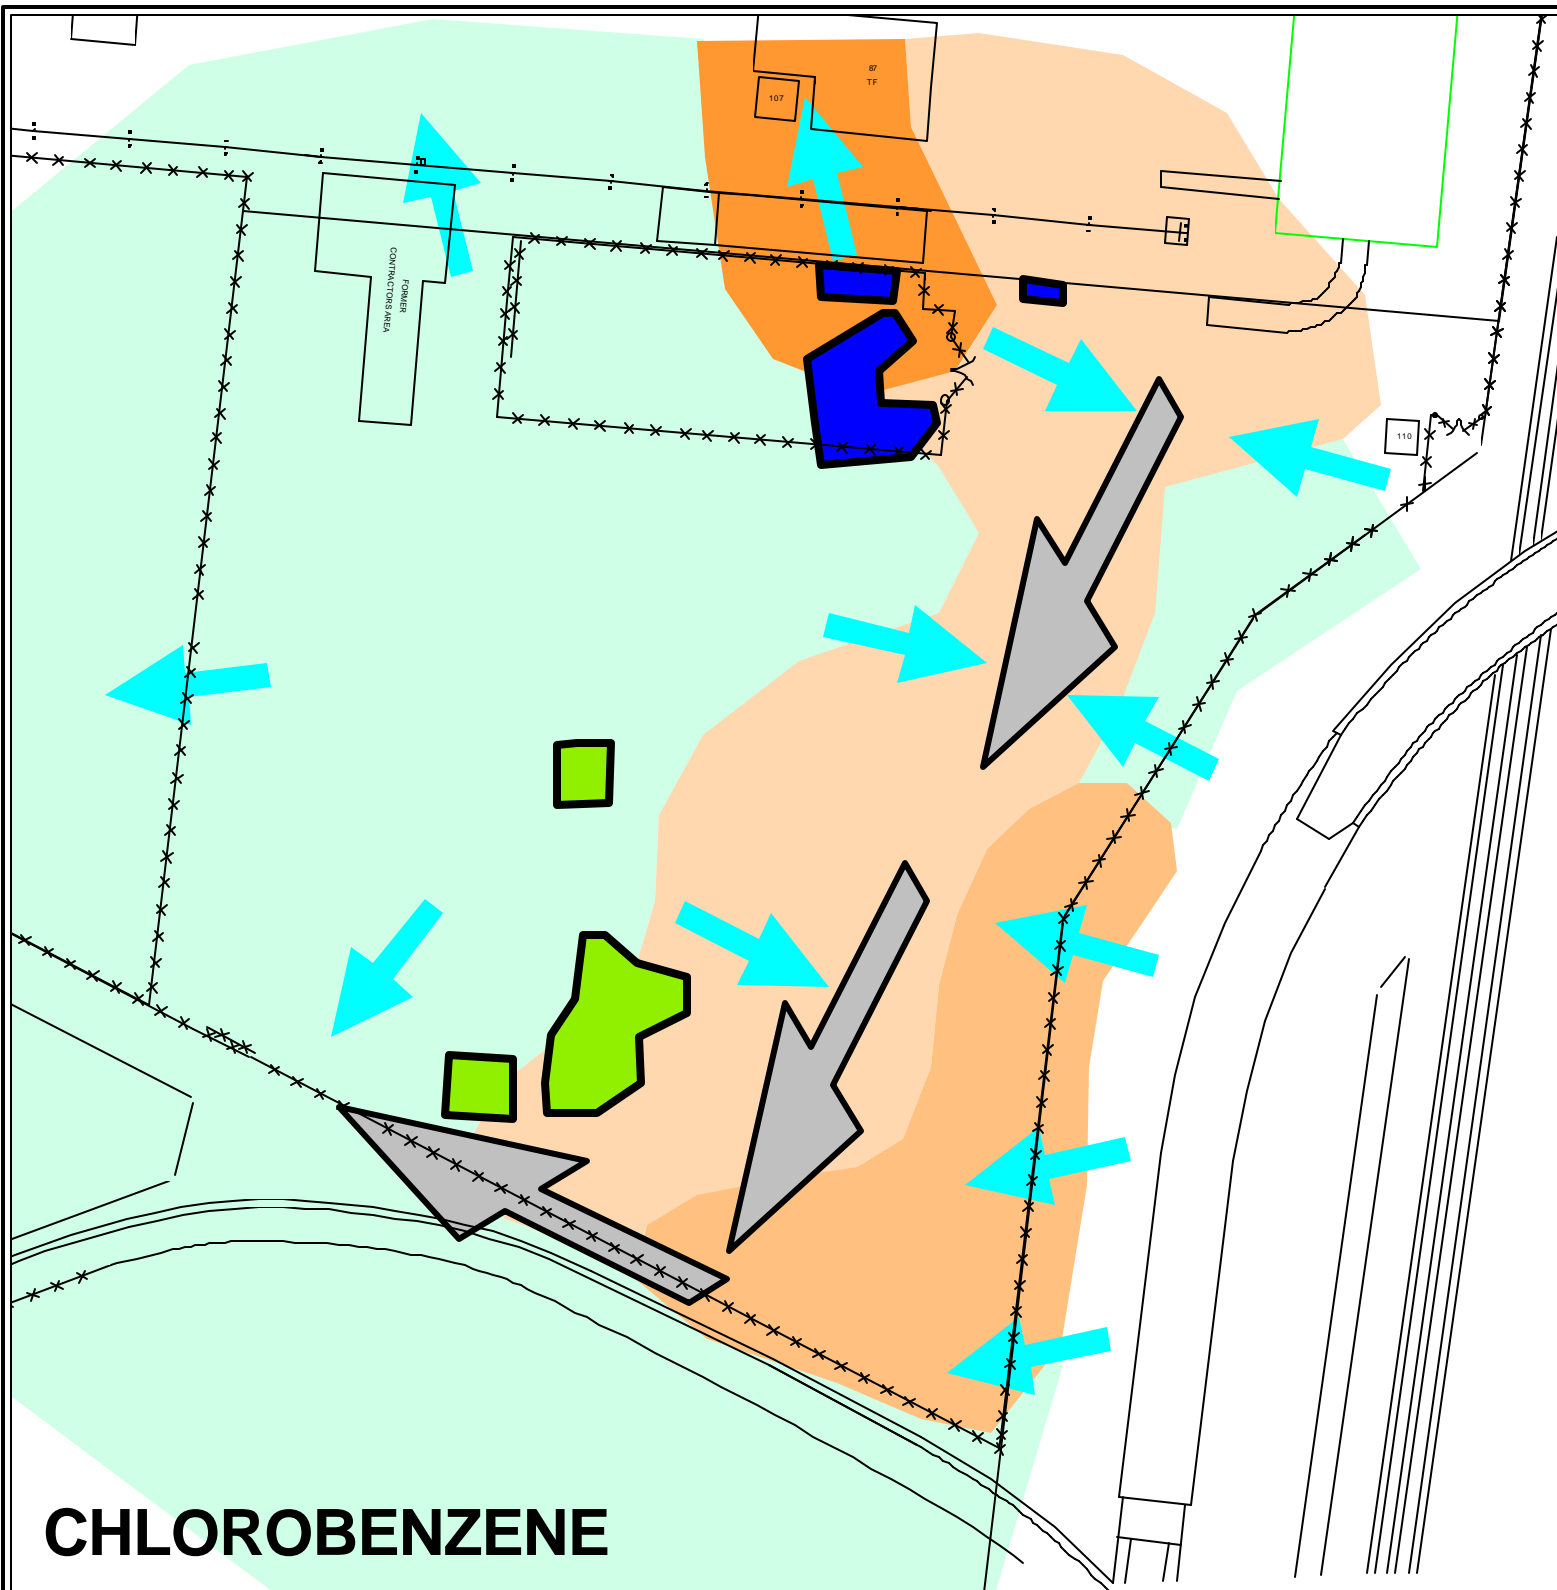 87
TF
107
FORMER
CONTRACTORS AREA
110
CHLOROBENZENE